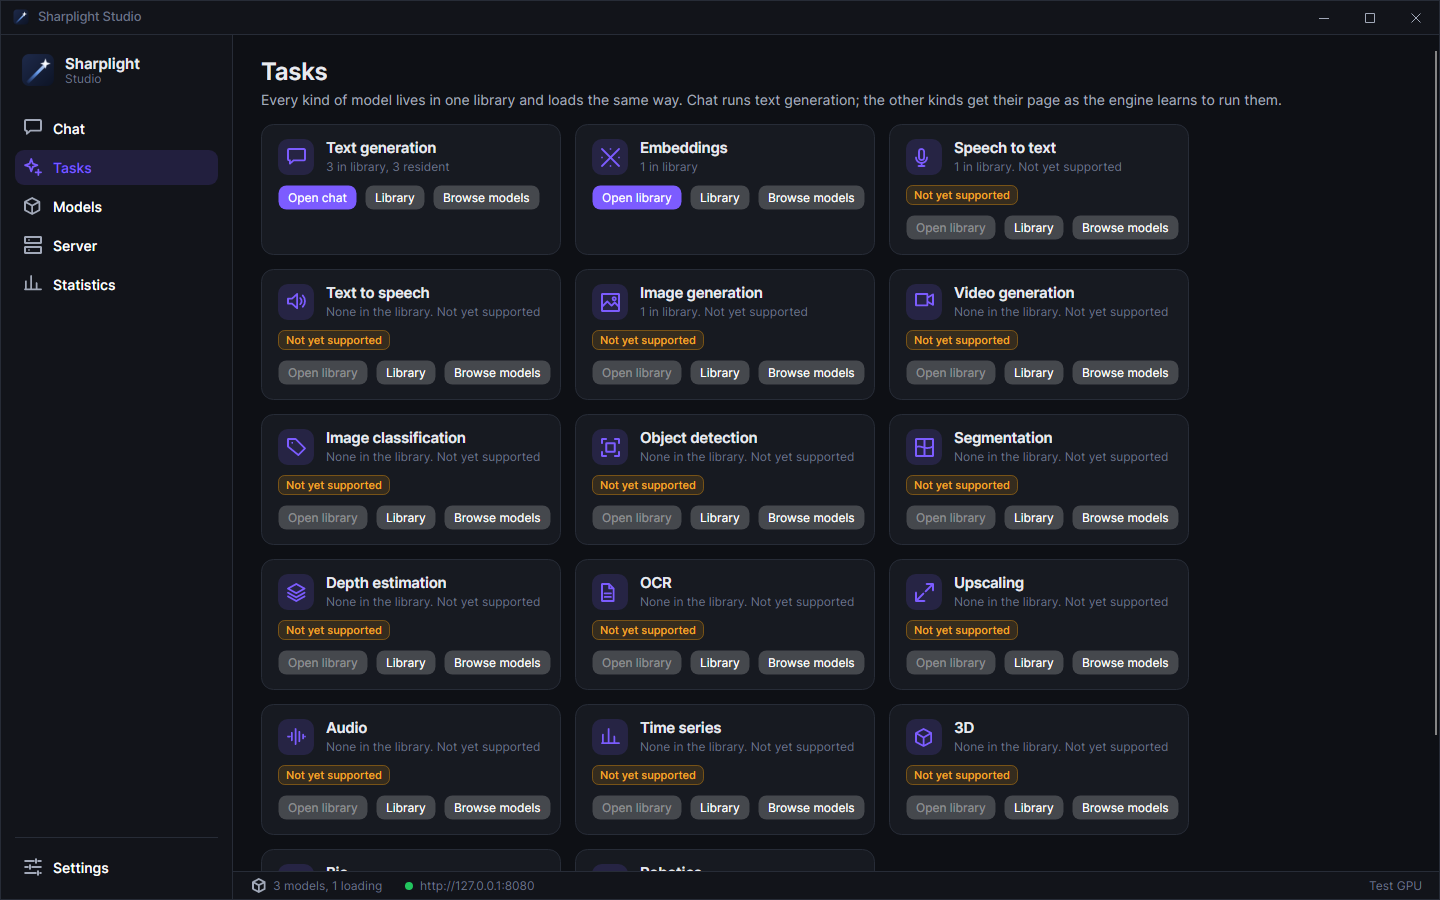 Sharplight Studio
Sharplight
Studio
Chat
Tasks
Models
Server
Statistics
Settings
Tasks
Every kind of model lives in one library and loads the same way. Chat runs text generation; the other kinds get their page as the engine learns to run them.
Text generation
3 in library, 3 resident
Open chat Library Browse models
Embeddings
1 in library
Open library Library Browse models
Speech to text
1 in library. Not yet supported
Not yet supported
Open library Library Browse models
Text to speech
None in the library. Not yet supported
Not yet supported
Open library Library Browse models
Image generation
1 in library. Not yet supported
Not yet supported
Open library Library Browse models
Video generation
None in the library. Not yet supported
Not yet supported
Open library Library Browse models
Image classification
None in the library. Not yet supported
Not yet supported
Open library Library Browse models
Object detection
None in the library. Not yet supported
Not yet supported
Open library Library Browse models
Segmentation
None in the library. Not yet supported
Not yet supported
Open library Library Browse models
Depth estimation
None in the library. Not yet supported
Not yet supported
Open library Library Browse models
OCR
None in the library. Not yet supported
Not yet supported
Open library Library Browse models
Upscaling
None in the library. Not yet supported
Not yet supported
Open library Library Browse models
Audio
None in the library. Not yet supported
Not yet supported
Open library Library Browse models
Time series
None in the library. Not yet supported
Not yet supported
Open library Library Browse models
3D
None in the library. Not yet supported
Not yet supported
Open library Library Browse models
3 models, 1 loading
http://127.0.0.1:8080
Test GPU